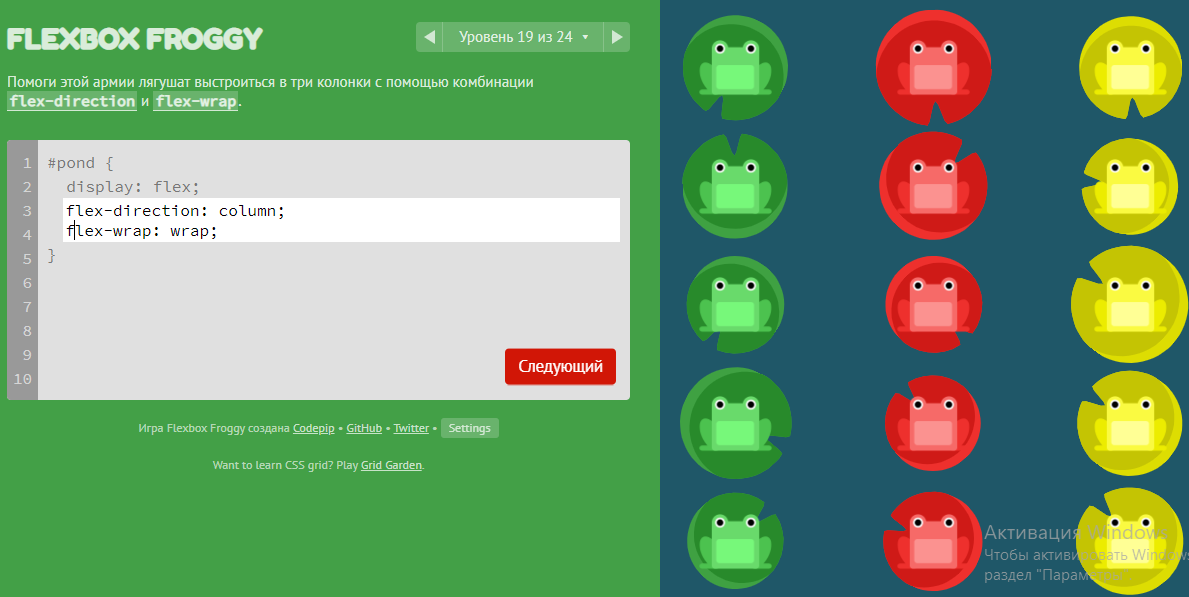 FLEXBOX FROGGY
Уровень 19 из 24
Помоги этой армии лягушат выстроиться в три колонки с помощью комбинации
flex-direction и flex-wrap.
1 #pond {
2 display: flex;
3 flex-direction: column;
4 flex-wrap: wrap;
5 }
6
7
8
9
10
Следующий
Игра Flexbox Froggy создана Codepip • GitHub • Twitter • Settings
Want to learn CSS grid? Play Grid Garden.
Активация Windows
Чтобы активировать Windows
раздел "Параметры".